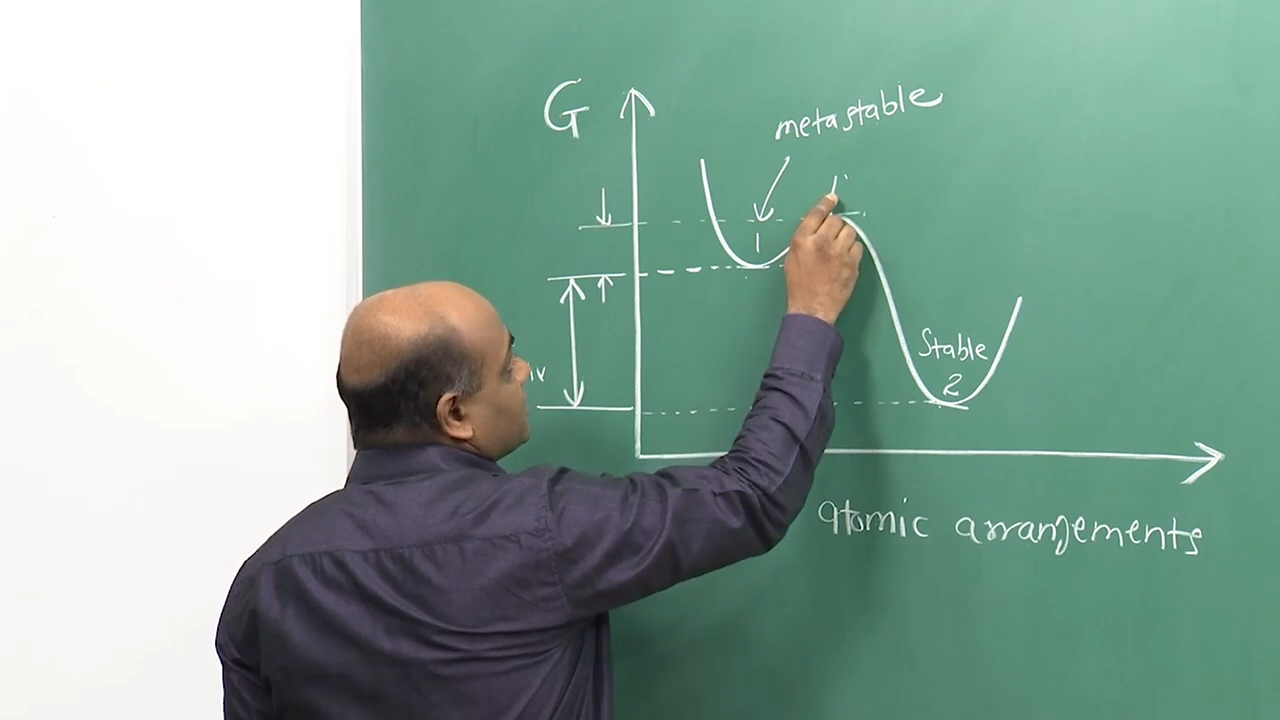 G
metastable
1
Stable
2
atomic arrangements